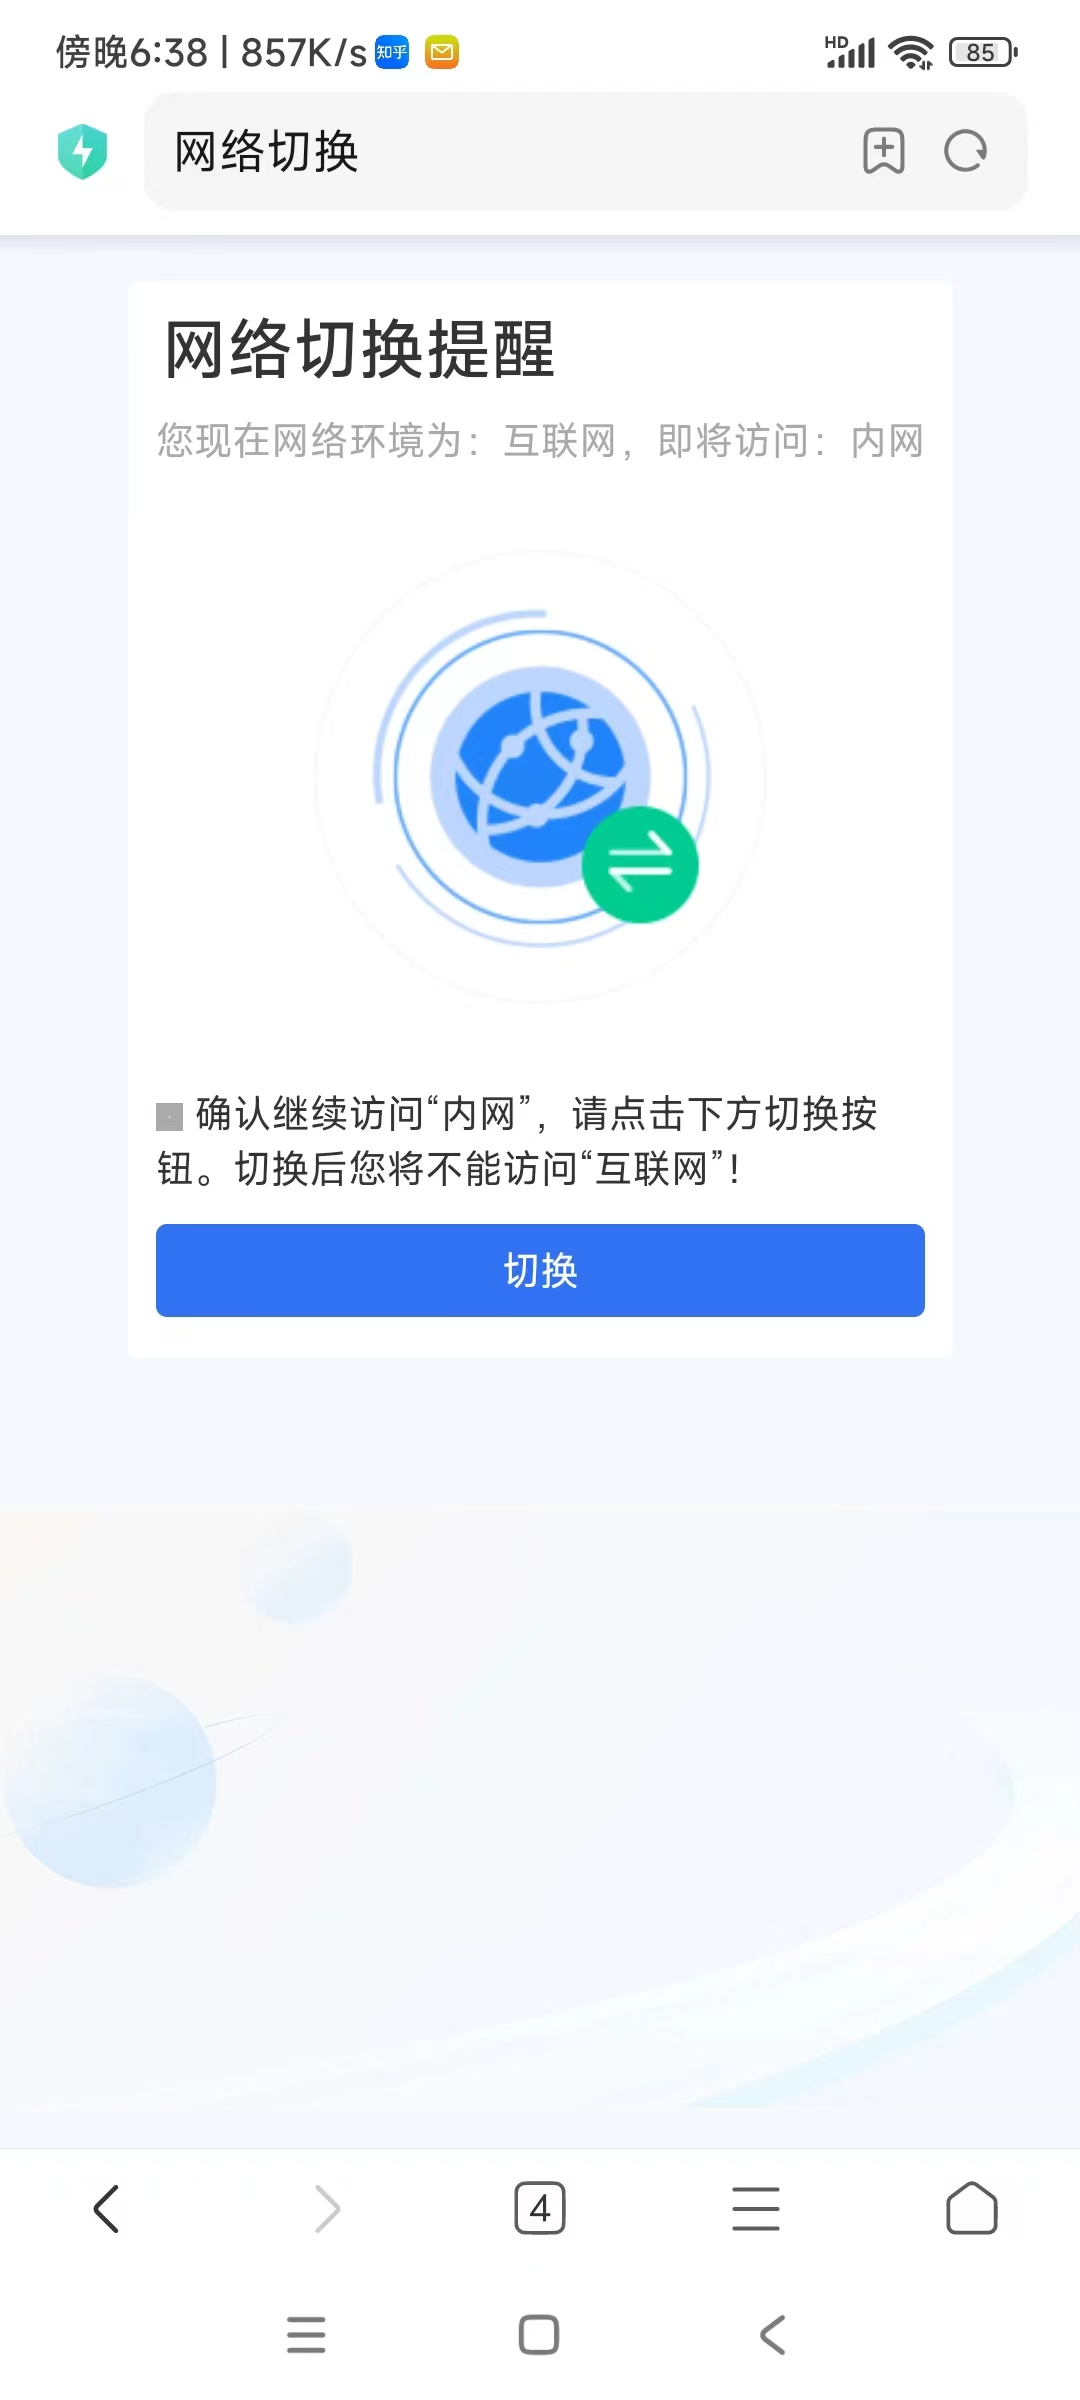 傍晚6:38 | 857K/s 知乎 HD 85
网络切换
网络切换提醒
您现在网络环境为：互联网，即将访问：内网
确认继续访问“内网”，请点击下方切换按
钮。切换后您将不能访问“互联网”！
切换
4